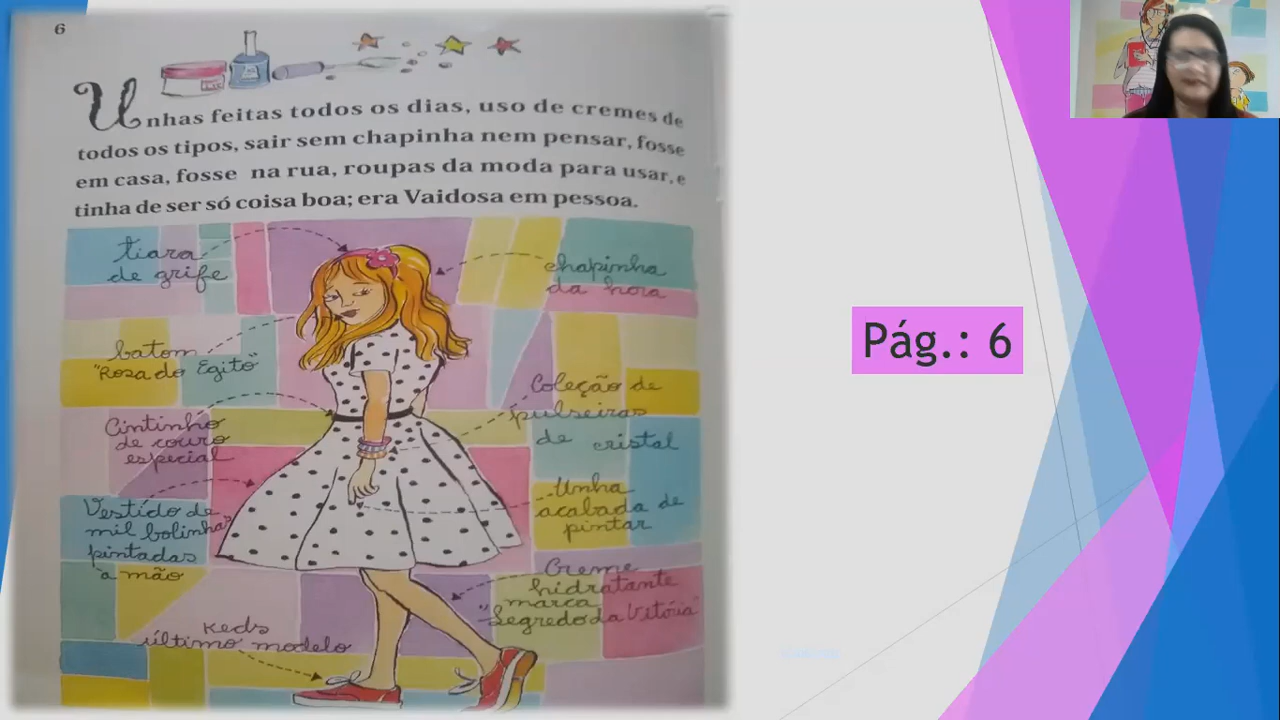 6
Unhas feitas todos os dias, uso de cremes de
todos os tipos, sair sem chapinha nem pensar, fosse
em casa, fosse na rua, roupas da moda para usar, e
tinha de ser só coisa boa; era Vaidosa em pessoa.
tiara
de grife
chapinha
da hora
batom
"Rosa do Egito"
Coleção de
pulseiras
de cristal
Cintinho
de couro
especial
Unha
acabada de
pintar
Vestido de
mil bolinhas
pintadas
à mão
Creme
hidratante
marca
"Segredo da Vitória"
Keds
último modelo
Pág.: 6